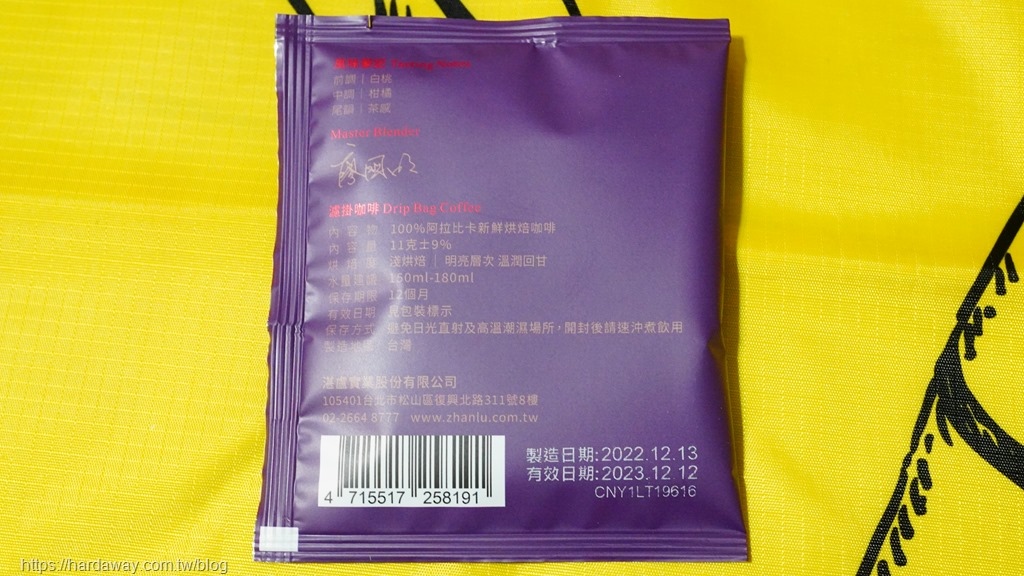 風味調性 Tasting Notes
前調｜白桃
中調｜柑橘
尾韻｜茶感
Master Blender
濾掛咖啡 Drip Bag Coffee
內容物 100%阿拉比卡新鮮烘焙咖啡
內容量 11克±9%
烘焙度 淺烘焙｜明亮層次 溫潤回甘
水量建議 150ml-180ml
保存期限 12個月
有效日期 見包裝標示
保存方式 避免日光直射及高溫潮濕場所，開封後請速沖煮飲用
製造地區 台灣
湛盧實業股份有限公司
105401台北市松山區復興北路311號8樓
02-2664 8777 www.zhanlu.com.tw
4 715517 258191
製造日期:2022.12.13
有效日期:2023.12.12
CNY1LT19616
https://hardaway.com.tw/blog